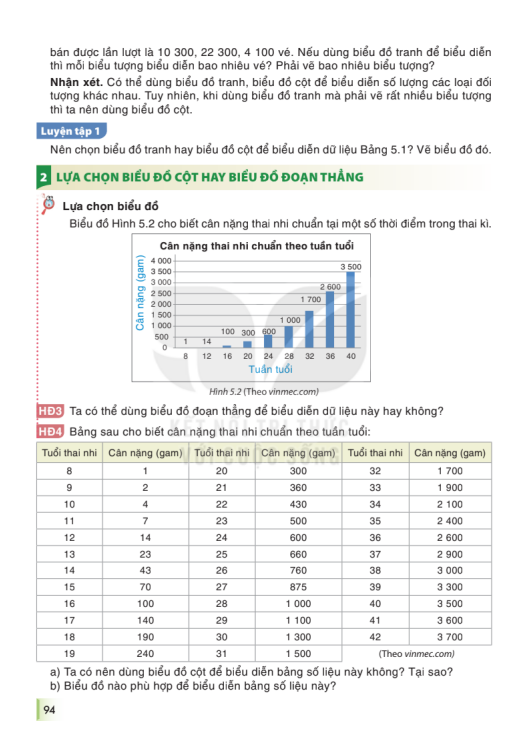 bán được lần lượt là 10 300, 22 300, 4 100 vé. Nếu dùng biểu đồ tranh để biểu diễn
thì mỗi biểu tượng biểu diễn bao nhiêu vé? Phải vẽ bao nhiêu biểu tượng?
Nhận xét. Có thể dùng biểu đồ tranh, biểu đồ cột để biểu diễn số lượng các loại đối
tượng khác nhau. Tuy nhiên, khi dùng biểu đồ tranh mà phải vẽ rất nhiều biểu tượng
thì ta nên dùng biểu đồ cột.
Luyện tập 1
Nên chọn biểu đồ tranh hay biểu đồ cột để biểu diễn dữ liệu Bảng 5.1? Vẽ biểu đồ đó.
2 LỰA CHỌN BIỂU ĐỒ CỘT HAY BIỂU ĐỒ ĐOẠN THẲNG
Lựa chọn biểu đồ
Biểu đồ Hình 5.2 cho biết cân nặng thai nhi chuẩn tại một số thời điểm trong thai kì.
Cân nặng thai nhi chuẩn theo tuần tuổi
Cân nặng (gam)
4 000
3 500
3 000
2 500
2 000
1 500
1 000
500
0
1 14 100 300 600 1 000 1 700 2 600 3 500
8 12 16 20 24 28 32 36 40
Tuần tuổi
Hình 5.2 (Theo vinmec.com)
HĐ3 Ta có thể dùng biểu đồ đoạn thẳng để biểu diễn dữ liệu này hay không?
HĐ4 Bảng sau cho biết cân nặng thai nhi chuẩn theo tuần tuổi:
KẾT NỐI TRI THỨC
VỚI CUỘC SỐNG
Tuổi thai nhi Cân nặng (gam) Tuổi thai nhi Cân nặng (gam) Tuổi thai nhi Cân nặng (gam)
8 1 20 300 32 1 700
9 2 21 360 33 1 900
10 4 22 430 34 2 100
11 7 23 500 35 2 400
12 14 24 600 36 2 600
13 23 25 660 37 2 900
14 43 26 760 38 3 000
15 70 27 875 39 3 300
16 100 28 1 000 40 3 500
17 140 29 1 100 41 3 600
18 190 30 1 300 42 3 700
19 240 31 1 500 (Theo vinmec.com)
a) Ta có nên dùng biểu đồ cột để biểu diễn bảng số liệu này không? Tại sao?
b) Biểu đồ nào phù hợp để biểu diễn bảng số liệu này?
94